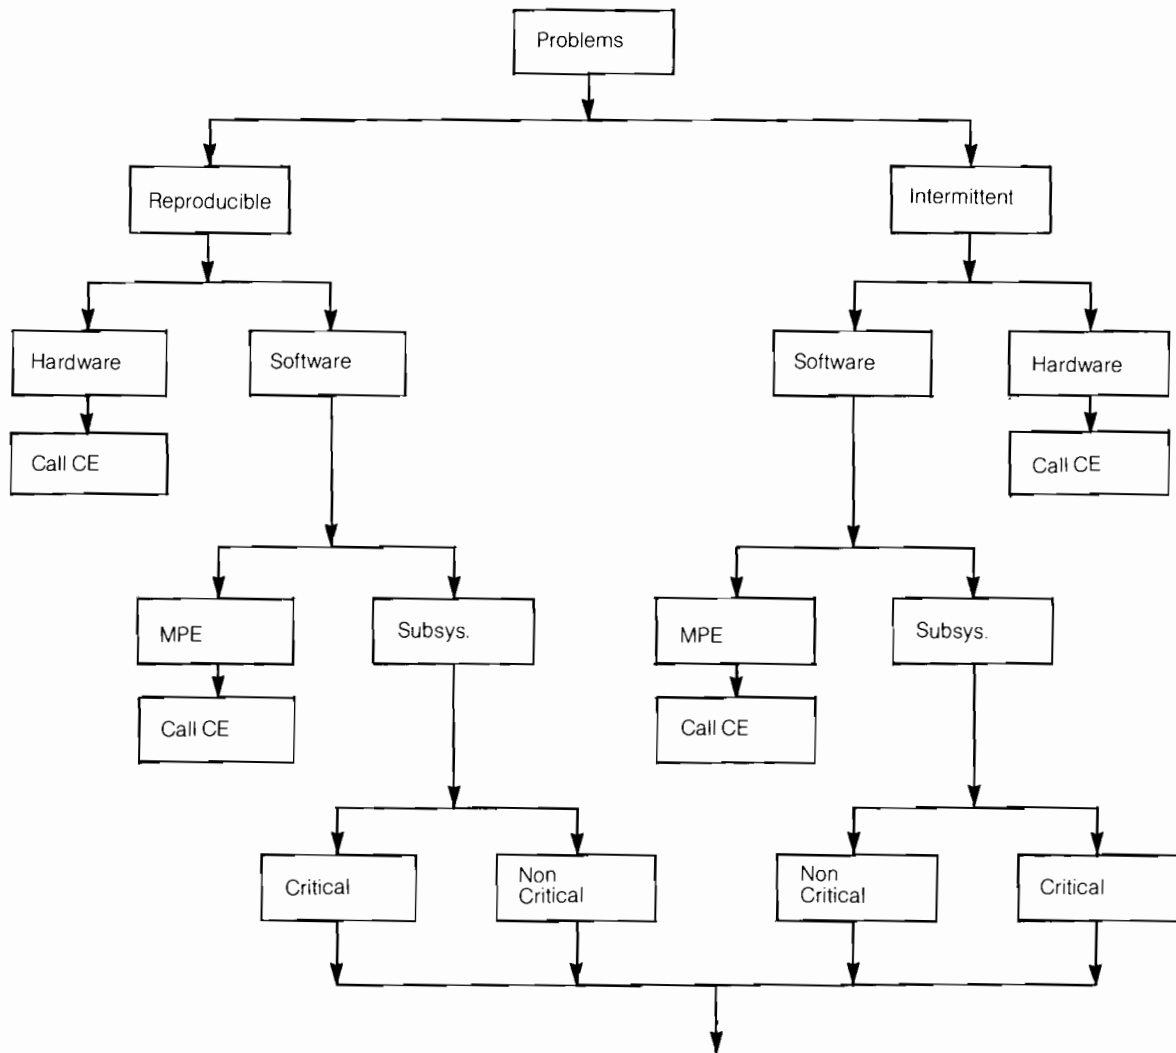 Problems
Reproducible
Intermittent
Hardware
Software
Software
Hardware
Call CE
Call CE
MPE
Subsys.
MPE
Subsys.
Call CE
Call CE
Critical
Non
Critical
Non
Critical
Critical